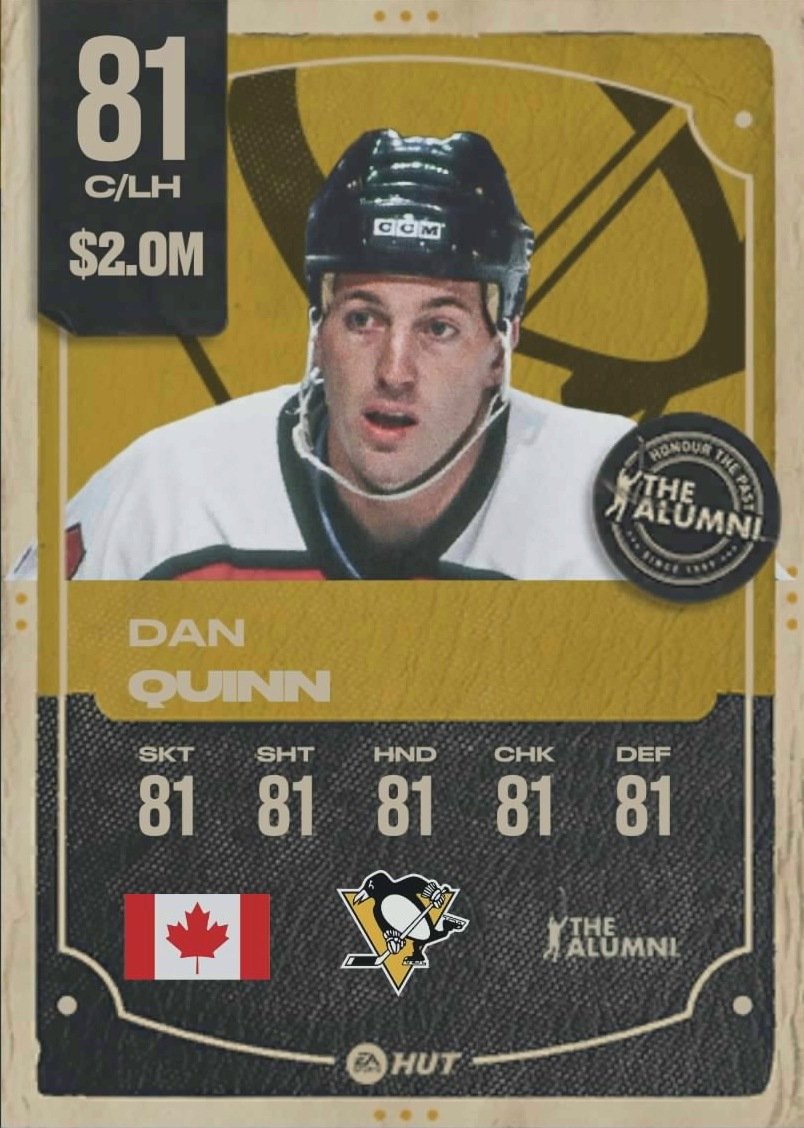 81
C/LH
$2.0M
CCM
HONOUR THE PAST
THE
ALUMNI
DAN
QUINN
SKT SHT HND CHK DEF
81 81 81 81 81
THE
ALUMNI
EA
HUT